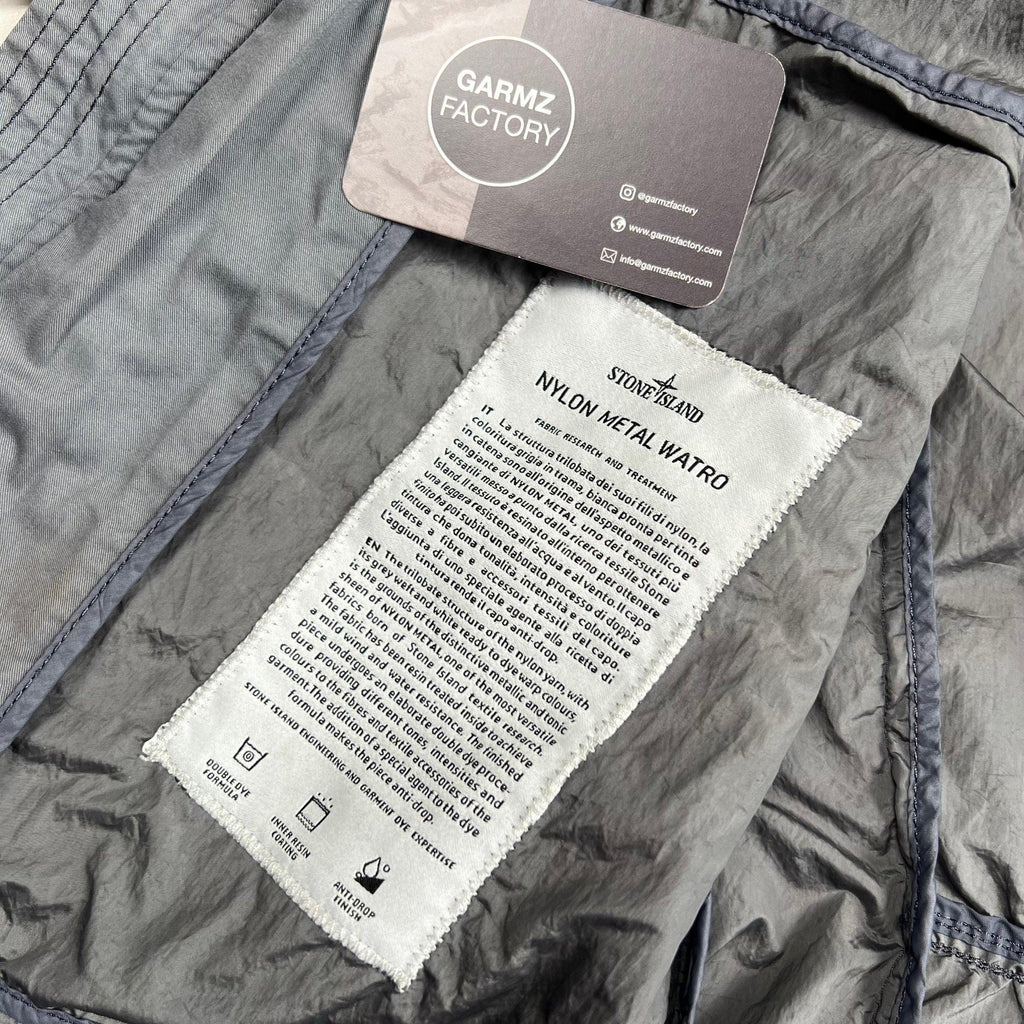 GARMZ
FACTORY
@garmzfactory
www.garmzfactory.com
info@garmzfactory.com
STONE ISLAND
NYLON METAL WATRO
FABRIC RESEARCH AND TREATMENT
IT La struttura trilobata dei suoi fili di nylon, la
coloritura grigia in trama, bianca pronta per tinta
in catena sono all'origine dell'aspetto metallico e
cangiante di NYLON METAL, uno dei tessuti più
versatili messo a punto dalla ricerca tessile Stone
Island. Il tessuto è resinato all'interno per ottenere
una leggera resistenza all'acqua e al vento. Il capo
finito ha poi subito un elaborato processo di doppia
tintura che dona tonalità, intensità e coloriture
diverse a fibre e accessori tessili del capo.
L'aggiunta di uno speciale agente alla ricetta di
tintura rende il capo anti-drop.
EN The trilobate structure of the nylon yarn, with
its grey weft and white ready to dye warp colours,
is the grounds of the distinctive metallic and tonic
sheen of NYLON METAL, one of the most versatile
fabrics born of Stone Island textile research.
The fabric has been resin treated inside to achieve
a mild wind and water resistance. The finished
piece undergoes an elaborate double dye proce-
dure, providing different tones, intensities and
colours to the fibres and textile accessories of the
garment. The addition of a special agent to the dye
formula makes the piece anti-drop.
STONE ISLAND ENGINEERING AND GARMENT DYE EXPERTISE
DOUBLE DYE
FORMULA
INNER RESIN
COATING
ANTI-DROP
FINISH